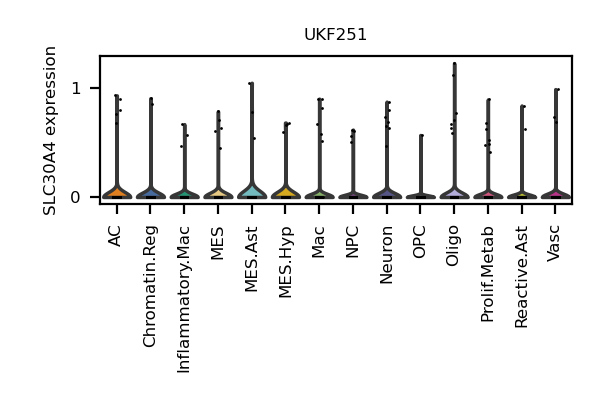 UKF251
SLC30A4 expression
1
0
AC
Chromatin.Reg
Inflammatory.Mac
MES
MES.Ast
MES.Hyp
Mac
NPC
Neuron
OPC
Oligo
Prolif.Metab
Reactive.Ast
Vasc